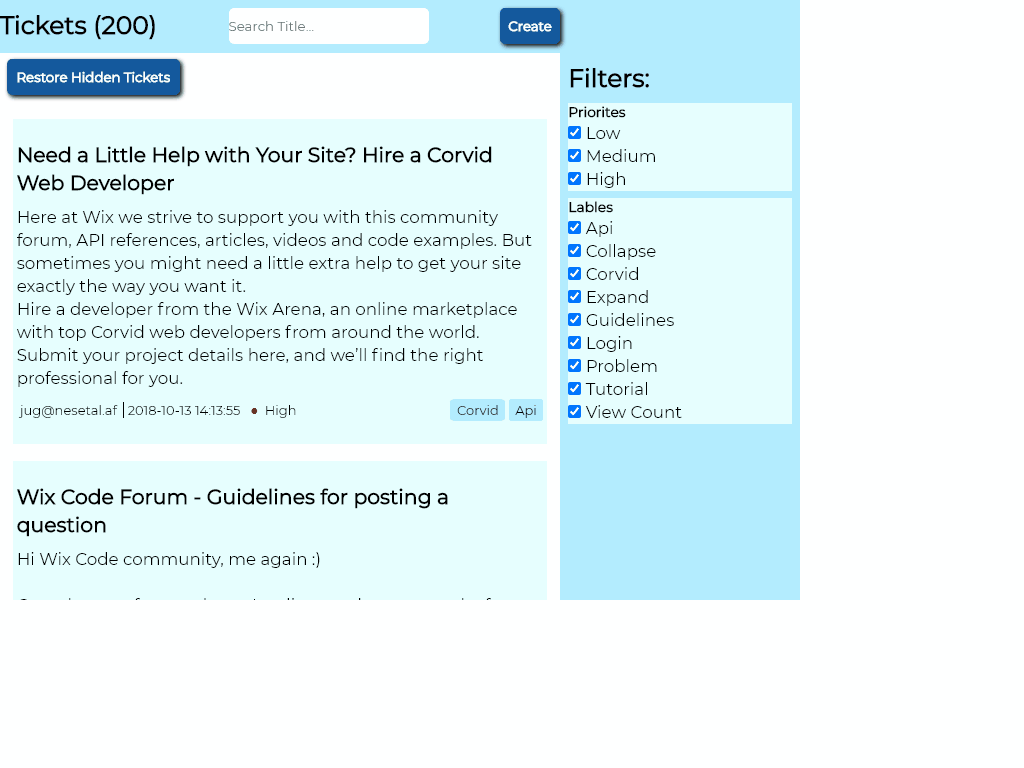 Tickets (200)
Search Title...
Create
Restore Hidden Tickets
Need a Little Help with Your Site? Hire a Corvid
Web Developer
Here at Wix we strive to support you with this community
forum, API references, articles, videos and code examples. But
sometimes you might need a little extra help to get your site
exactly the way you want it.
Hire a developer from the Wix Arena, an online marketplace
with top Corvid web developers from around the world.
Submit your project details here, and we'll find the right
professional for you.
jug@nesetal.af | 2018-10-13 14:13:55 • High
Corvid Api
Wix Code Forum - Guidelines for posting a
question
Hi Wix Code community, me again :)
Filters:
Priorites
Low
Medium
High
Lables
Api
Collapse
Corvid
Expand
Guidelines
Login
Problem
Tutorial
View Count